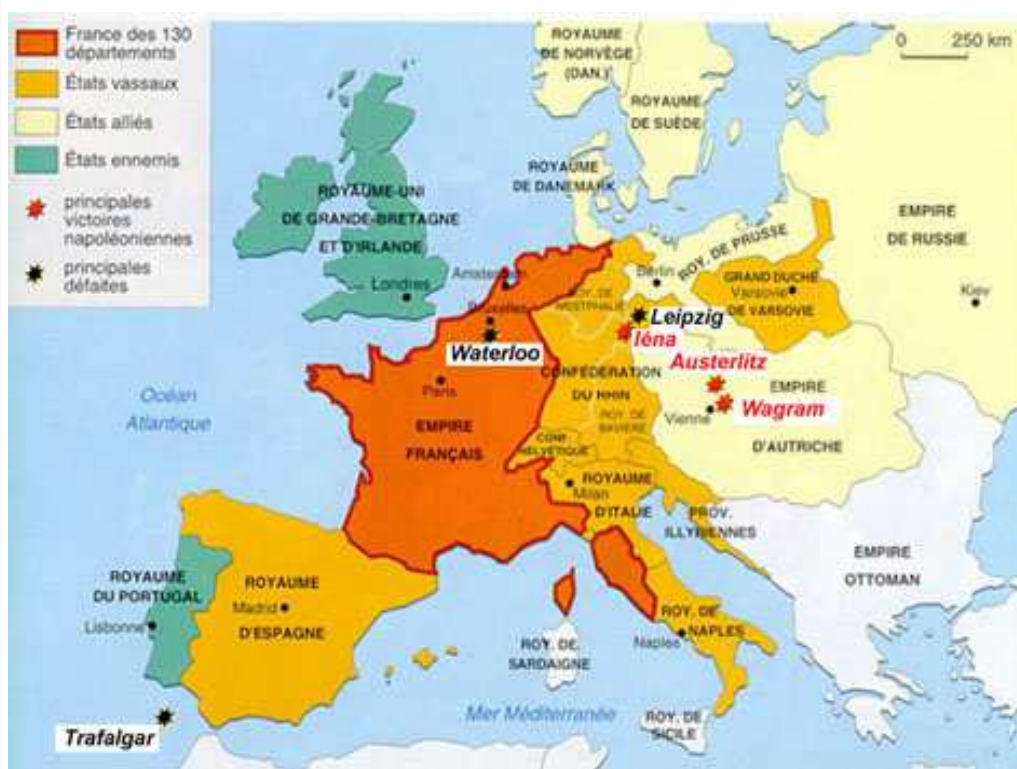 France des 130
départements
États vassaux
États alliés
États ennemis
principales
victoires
napoléoniennes
principales
défaites
0 250 km
ROYAUME
DE NORVÈGE
(DAN.)
ROYAUME
DE SUÈDE
ROYAUME
DE DANEMARK
ROYAUME-UNI
DE GRANDE-BRETAGNE
ET D'IRLANDE
Londres
EMPIRE
DE RUSSIE
Kiev
ROY. DE PRUSSE
Berlin
GRAND DUCHÉ
Varsovie
DE VARSOVIE
Amsterdam
Bruxelles
Waterloo
ROY. DE
WESTPHALIE
Leipzig
Iéna
Austerlitz
Wagram
Vienne
EMPIRE
D'AUTRICHE
CONFÉDÉRATION
DU RHIN
ROY. DE
BAVIÈRE
Océan
Atlantique
Paris
EMPIRE
FRANÇAIS
CONF.
HELVÉTIQUE
ROYAUME
Milan
D'ITALIE
PROV.
ILLYRIENNES
EMPIRE
OTTOMAN
ROYAUME
DU PORTUGAL
Lisbonne
ROYAUME
Madrid
D'ESPAGNE
ROY. DE
NAPLES
Naples
ROY. DE
SARDAIGNE
Mer Méditerranée
ROY. DE
SICILE
Trafalgar